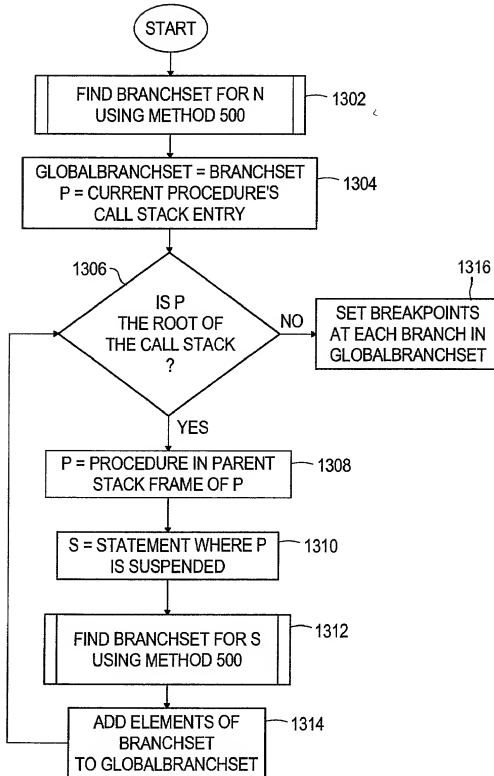 START
FIND BRANCHSET FOR N
USING METHOD 500
1302
GLOBALBRANCHSET = BRANCHSET
P = CURRENT PROCEDURE'S
CALL STACK ENTRY
1304
1306
IS P
THE ROOT OF
THE CALL STACK
?
NO
1316
SET BREAKPOINTS
AT EACH BRANCH IN
GLOBALBRANCHSET
YES
P = PROCEDURE IN PARENT
STACK FRAME OF P
1308
S = STATEMENT WHERE P
IS SUSPENDED
1310
FIND BRANCHSET FOR S
USING METHOD 500
1312
ADD ELEMENTS OF
BRANCHSET
TO GLOBALBRANCHSET
1314